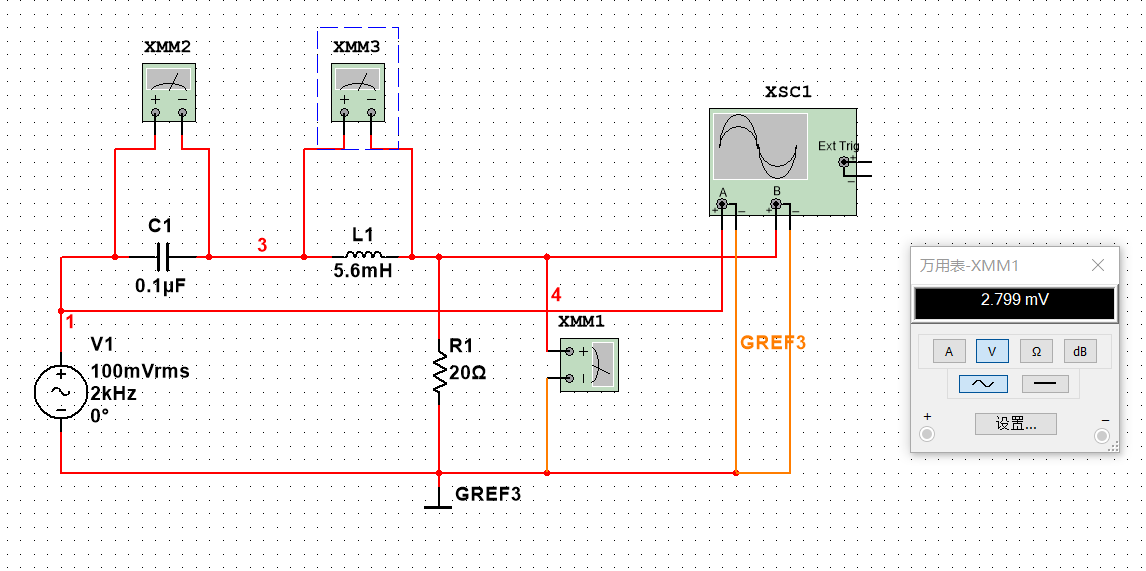 XMM2
XMM3
XSC1
Ext Trig
A
B
C1
0.1µF
3
L1
5.6mH
4
1
XMM1
V1
100mVrms
2kHz
0°
R1
20Ω
GREF3
GREF3
万用表-XMM1
2.799 mV
A
V
Ω
dB
设置...